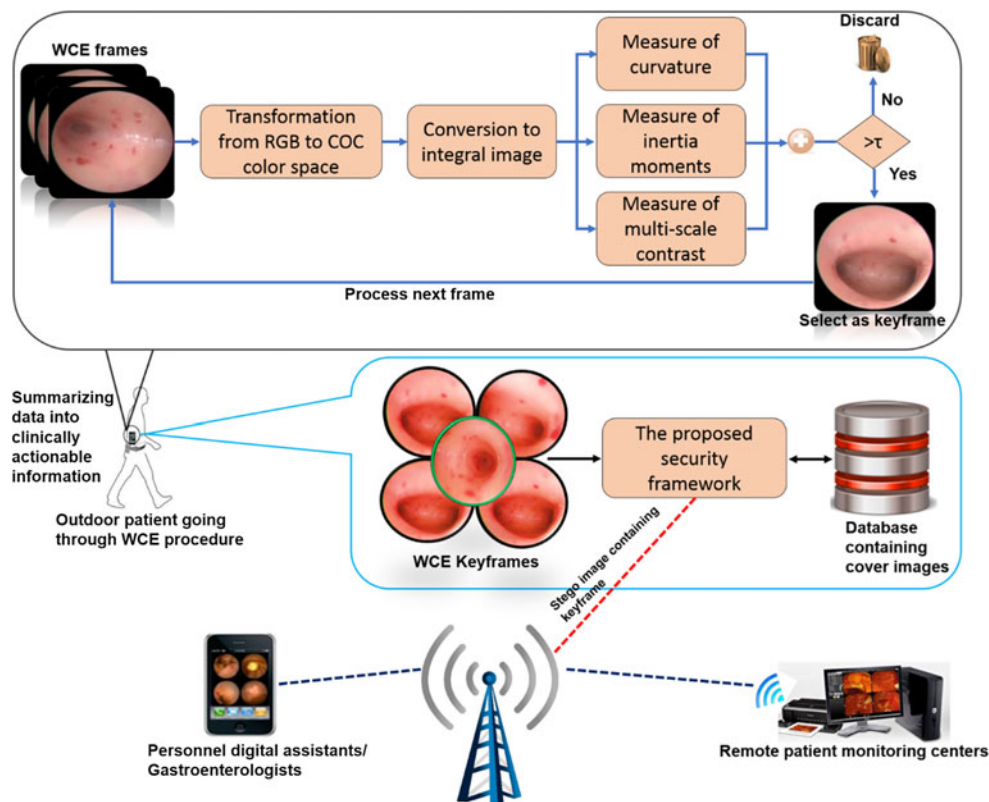 WCE frames
Transformation
from RGB to COC
color space
Conversion to
integral image
Measure of
curvature
Measure of
inertia
moments
Measure of
multi-scale
contrast
Discard
No
>τ
Yes
Select as keyframe
Process next frame
Summarizing
data into
clinically
actionable
information
Outdoor patient going
through WCE procedure
WCE Keyframes
The proposed
security
framework
Database
containing
cover images
Stego image containing
keyframe
Personnel digital assistants/
Gastroenterologists
Remote patient monitoring centers